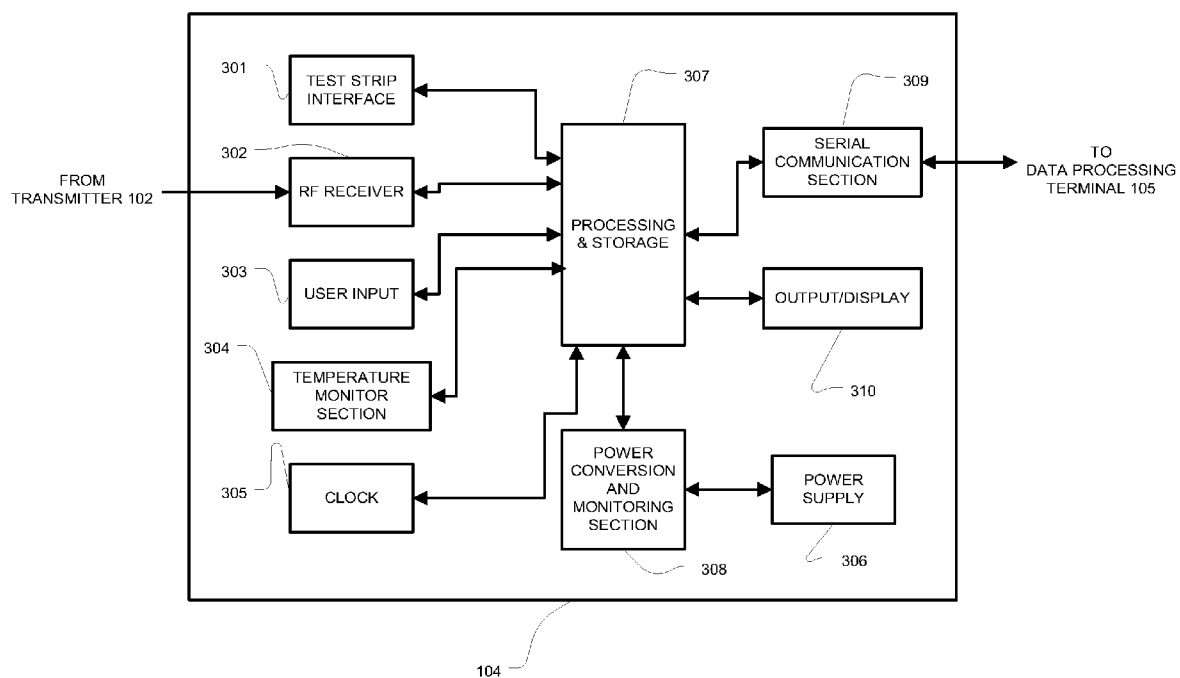 301
TEST STRIP
INTERFACE
307
309
302
SERIAL
COMMUNICATION
SECTION
TO
DATA PROCESSING
TERMINAL 105
FROM
TRANSMITTER 102
RF RECEIVER
PROCESSING
& STORAGE
303
USER INPUT
OUTPUT/DISPLAY
304
TEMPERATURE
MONITOR
SECTION
310
305
CLOCK
POWER
CONVERSION
AND
MONITORING
SECTION
POWER
SUPPLY
308
306
104